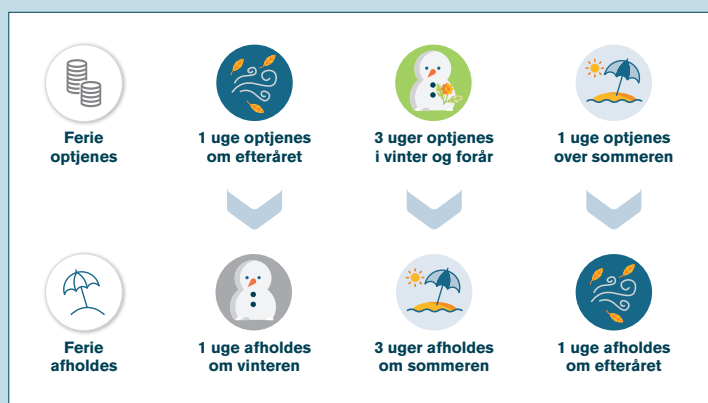 Ferie
optjenes
1 uge optjenes
om efteråret
3 uger optjenes
i vinter og forår
1 uge optjenes
over sommeren
Ferie
afholdes
1 uge afholdes
om vinteren
3 uger afholdes
om sommeren
1 uge afholdes
om efteråret